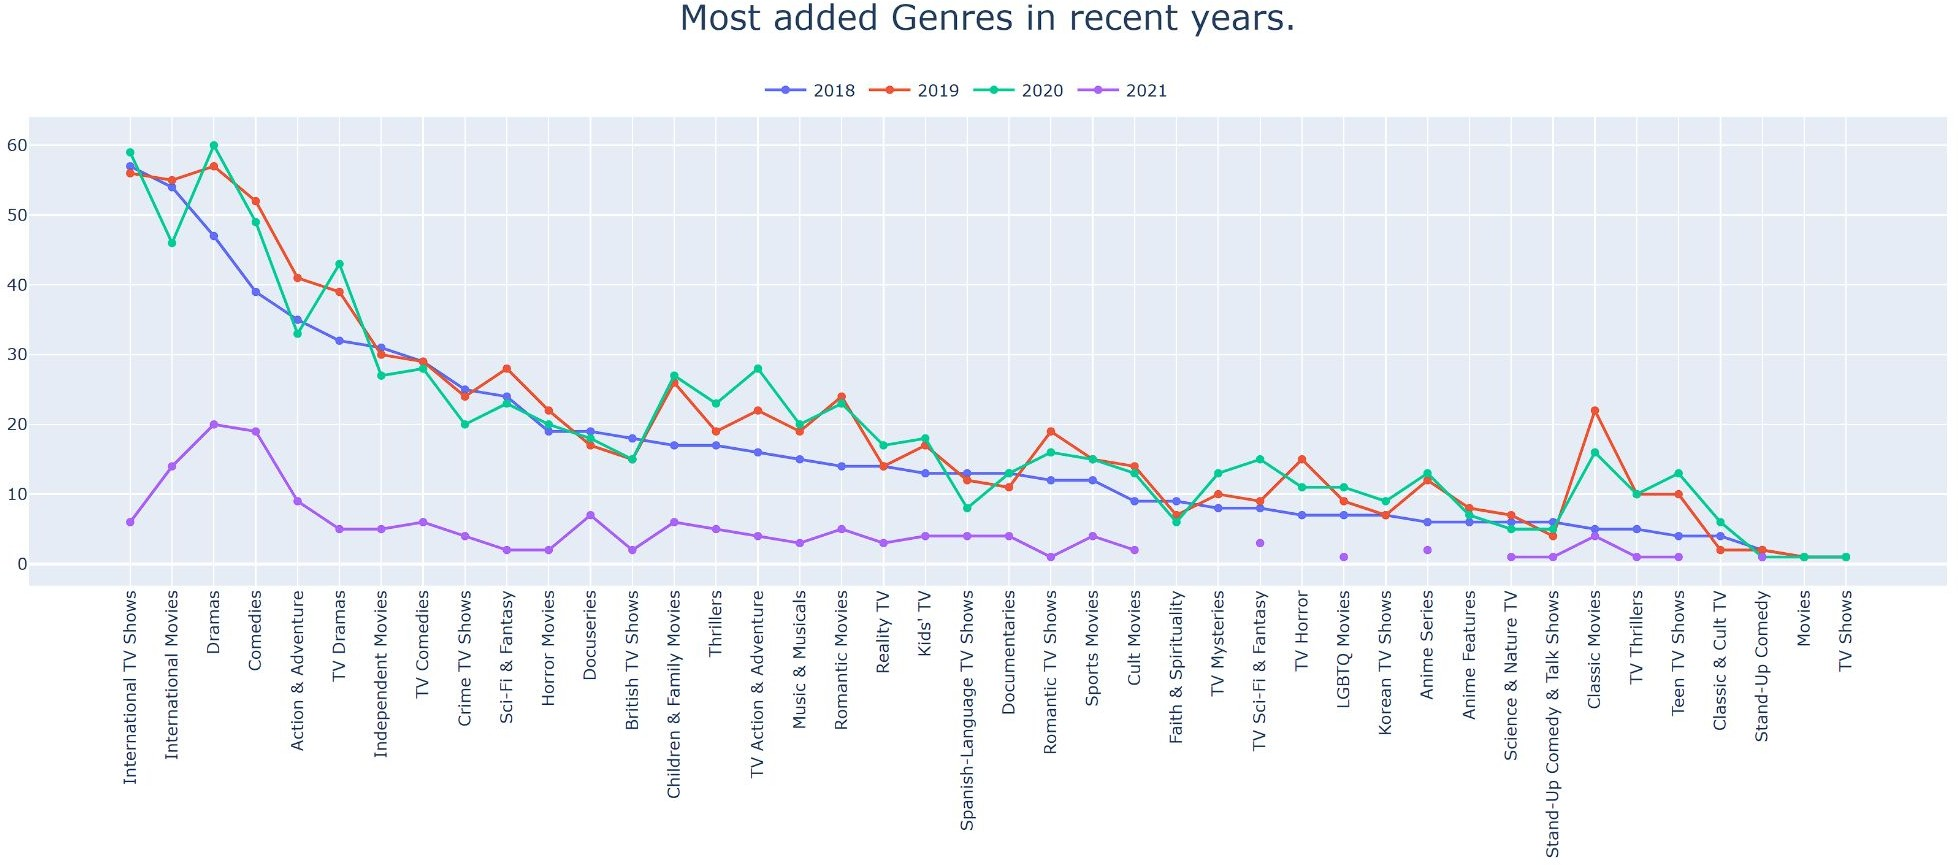 Most added Genres in recent years.
2018 2019 2020 2021
60
50
40
30
20
10
0
International TV Shows
International Movies
Dramas
Comedies
Action & Adventure
TV Dramas
Independent Movies
TV Comedies
Crime TV Shows
Sci-Fi & Fantasy
Horror Movies
Docuseries
British TV Shows
Children & Family Movies
Thrillers
TV Action & Adventure
Music & Musicals
Romantic Movies
Reality TV
Kids' TV
Spanish-Language TV Shows
Documentaries
Romantic TV Shows
Sports Movies
Cult Movies
Faith & Spirituality
TV Mysteries
TV Sci-Fi & Fantasy
TV Horror
LGBTQ Movies
Korean TV Shows
Anime Series
Anime Features
Science & Nature TV
Stand-Up Comedy & Talk Shows
Classic Movies
TV Thrillers
Teen TV Shows
Classic & Cult TV
Stand-Up Comedy
Movies
TV Shows